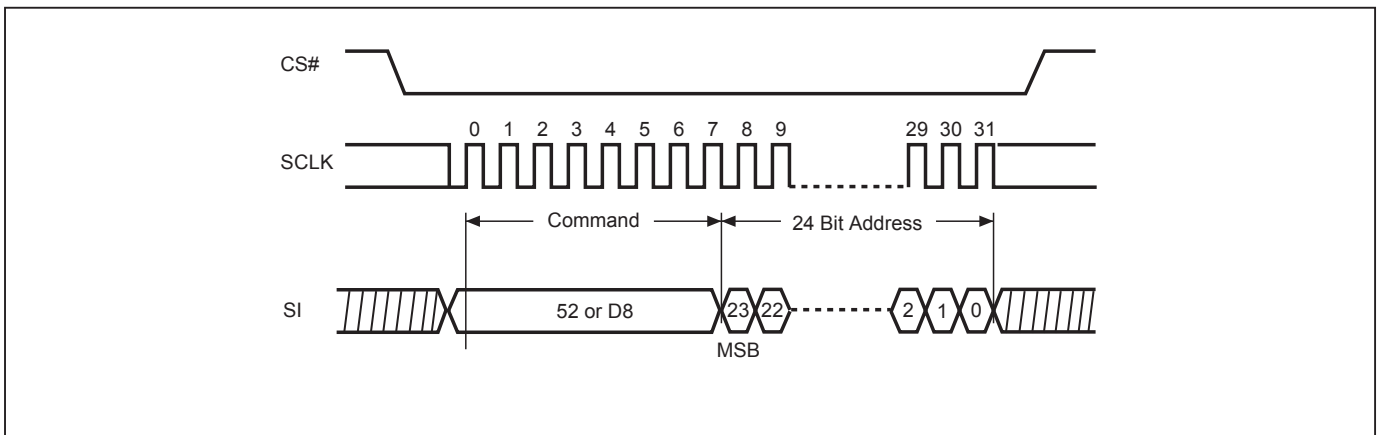 CS#
0 1 2 3 4 5 6 7 8 9 29 30 31
SCLK
Command 24 Bit Address
SI 52 or D8 23 22 2 1 0
MSB